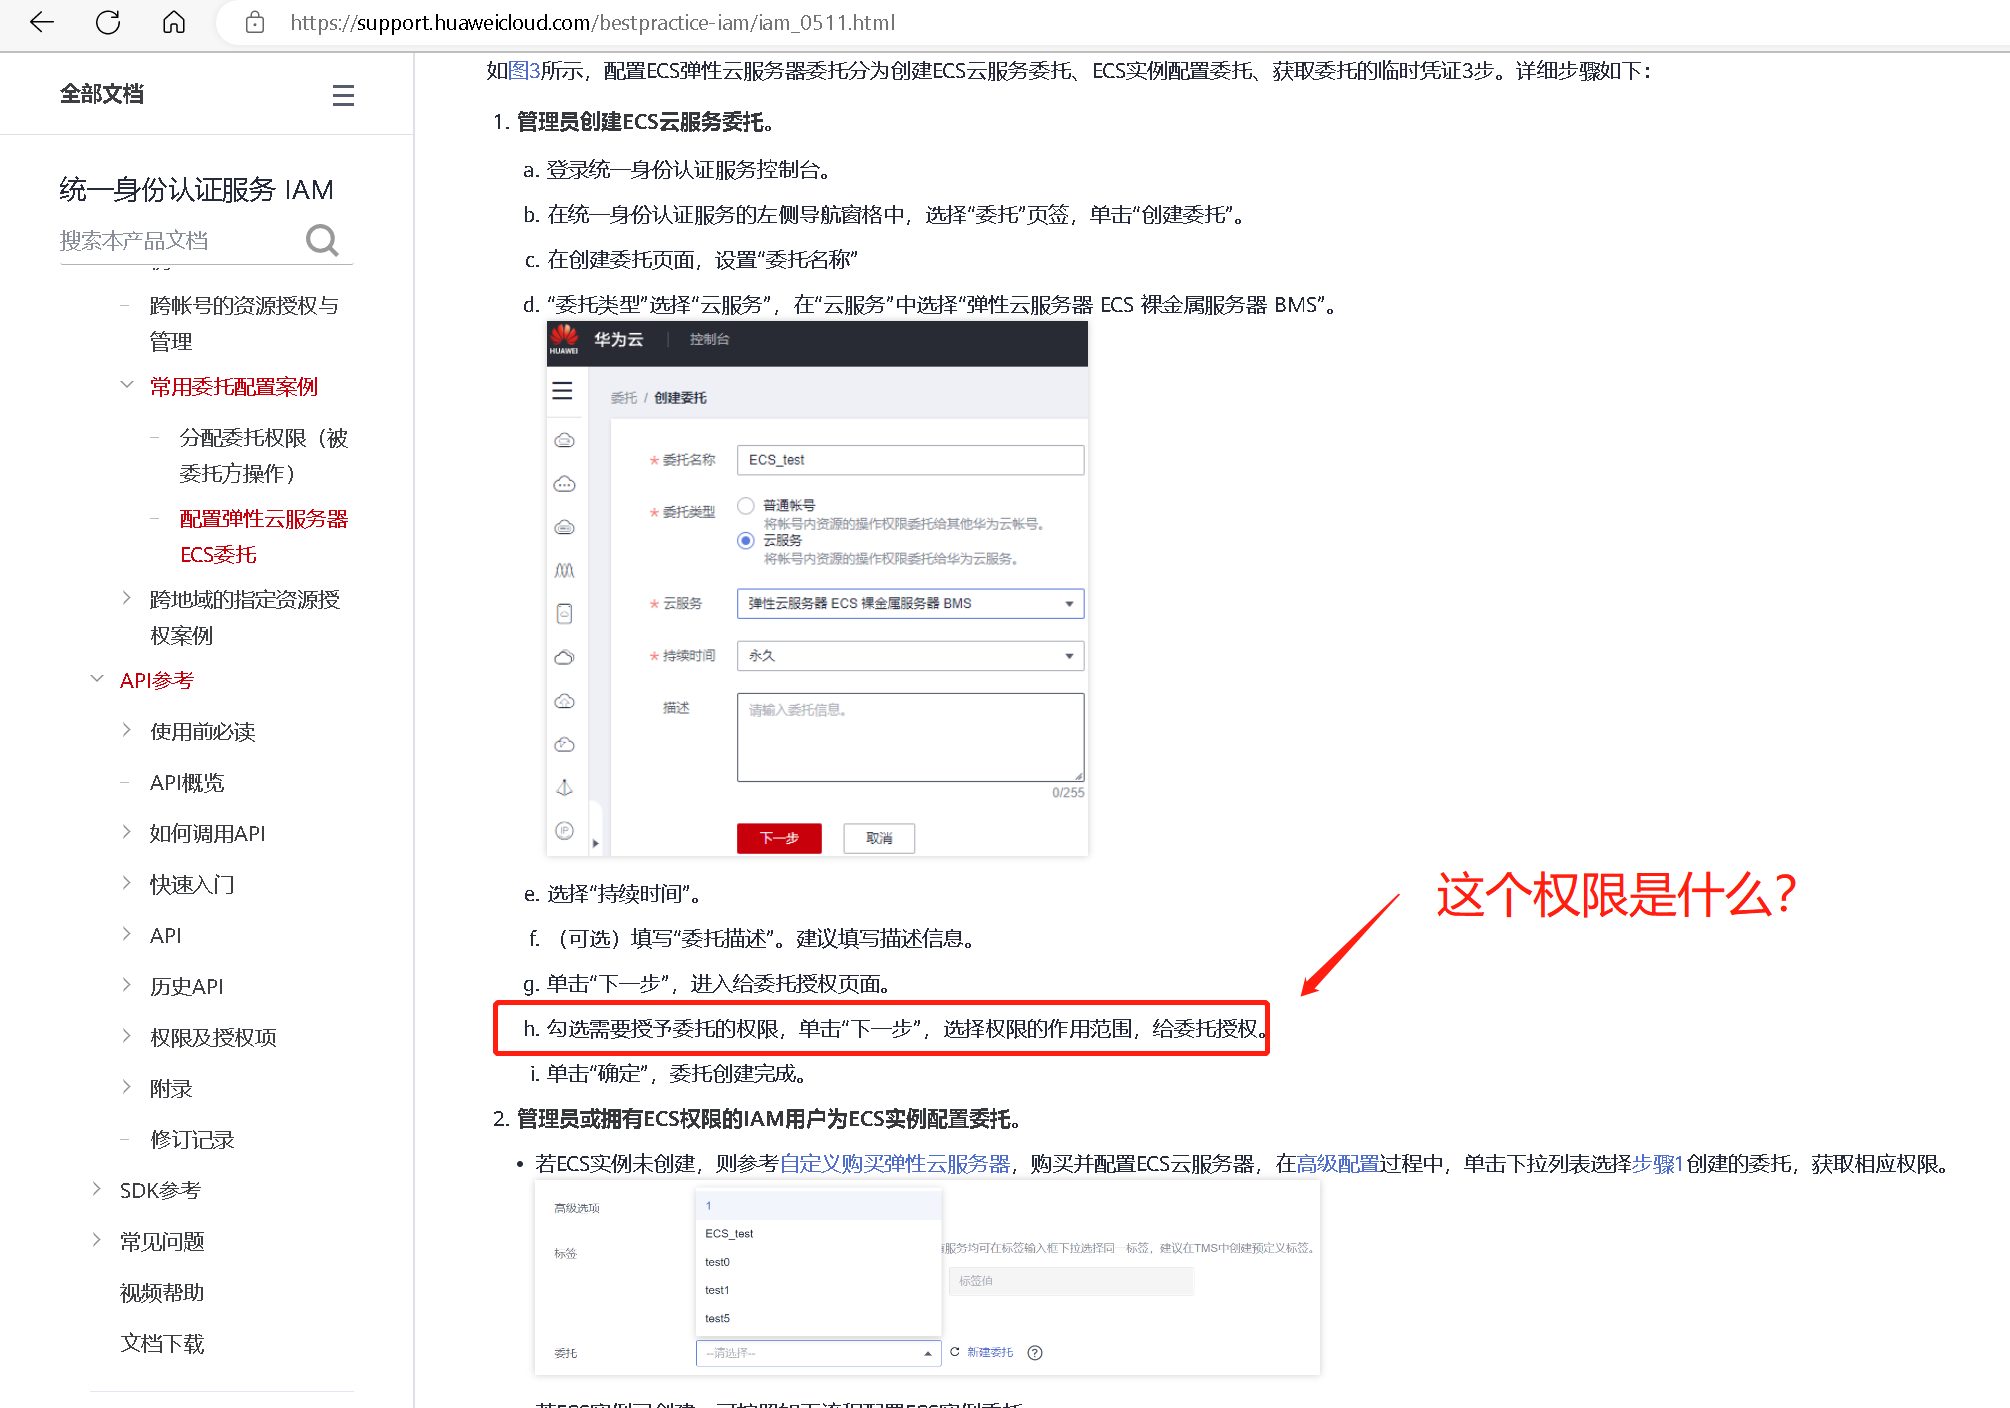 https://support.huaweicloud.com/bestpractice-iam/iam_0511.html
全部文档
统一身份认证服务 IAM
搜索本产品文档
跨帐号的资源授权与
管理
常用委托配置案例
分配委托权限（被
委托方操作）
配置弹性云服务器
ECS委托
跨地域的指定资源授
权案例
API参考
使用前必读
API概览
如何调用API
快速入门
API
历史API
权限及授权项
附录
修订记录
SDK参考
常见问题
视频帮助
文档下载
如图3所示，配置ECS弹性云服务器委托分为创建ECS云服务委托、ECS实例配置委托、获取委托的临时凭证3步。详细步骤如下：
1. 管理员创建ECS云服务委托。
a. 登录统一身份认证服务控制台。
b. 在统一身份认证服务的左侧导航窗格中，选择“委托”页签，单击“创建委托”。
c. 在创建委托页面，设置“委托名称”
d. “委托类型”选择“云服务”，在“云服务”中选择“弹性云服务器 ECS 裸金属服务器 BMS”。
HUAWEI 华为云 | 控制台
委托 / 创建委托
* 委托名称 ECS_test
* 委托类型 普通帐号
将帐号内资源的操作权限委托给其他华为云帐号。
云服务
将帐号内资源的操作权限委托给华为云服务。
* 云服务 弹性云服务器 ECS 裸金属服务器 BMS
* 持续时间 永久
描述 请输入委托信息。
0/255
IP
下一步 取消
e. 选择“持续时间”。
这个权限是什么？
f. （可选）填写“委托描述”。建议填写描述信息。
g. 单击“下一步”，进入给委托授权页面。
h. 勾选需要授予委托的权限，单击“下一步”，选择权限的作用范围，给委托授权。
i. 单击“确定”，委托创建完成。
2. 管理员或拥有ECS权限的IAM用户为ECS实例配置委托。
• 若ECS实例未创建，则参考自定义购买弹性云服务器，购买并配置ECS云服务器，在高级配置过程中，单击下拉列表选择步骤1创建的委托，获取相应权限。
高级选项 1
ECS_test
标签 服务均可在标签输入框下拉选择同一标签，建议在TMS中创建预定义标签。
test0
标签值
test1
test5
委托 --请选择-- C 新建委托 ?